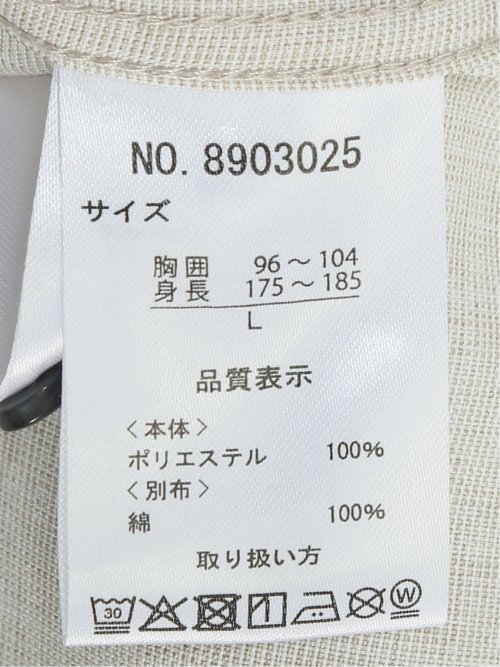 NO. 8903025
サイズ
胸囲 96～104
身長 175～185
L
品質表示
〈本体〉
ポリエステル 100%
〈別布〉
綿 100%
取り扱い方
30 W